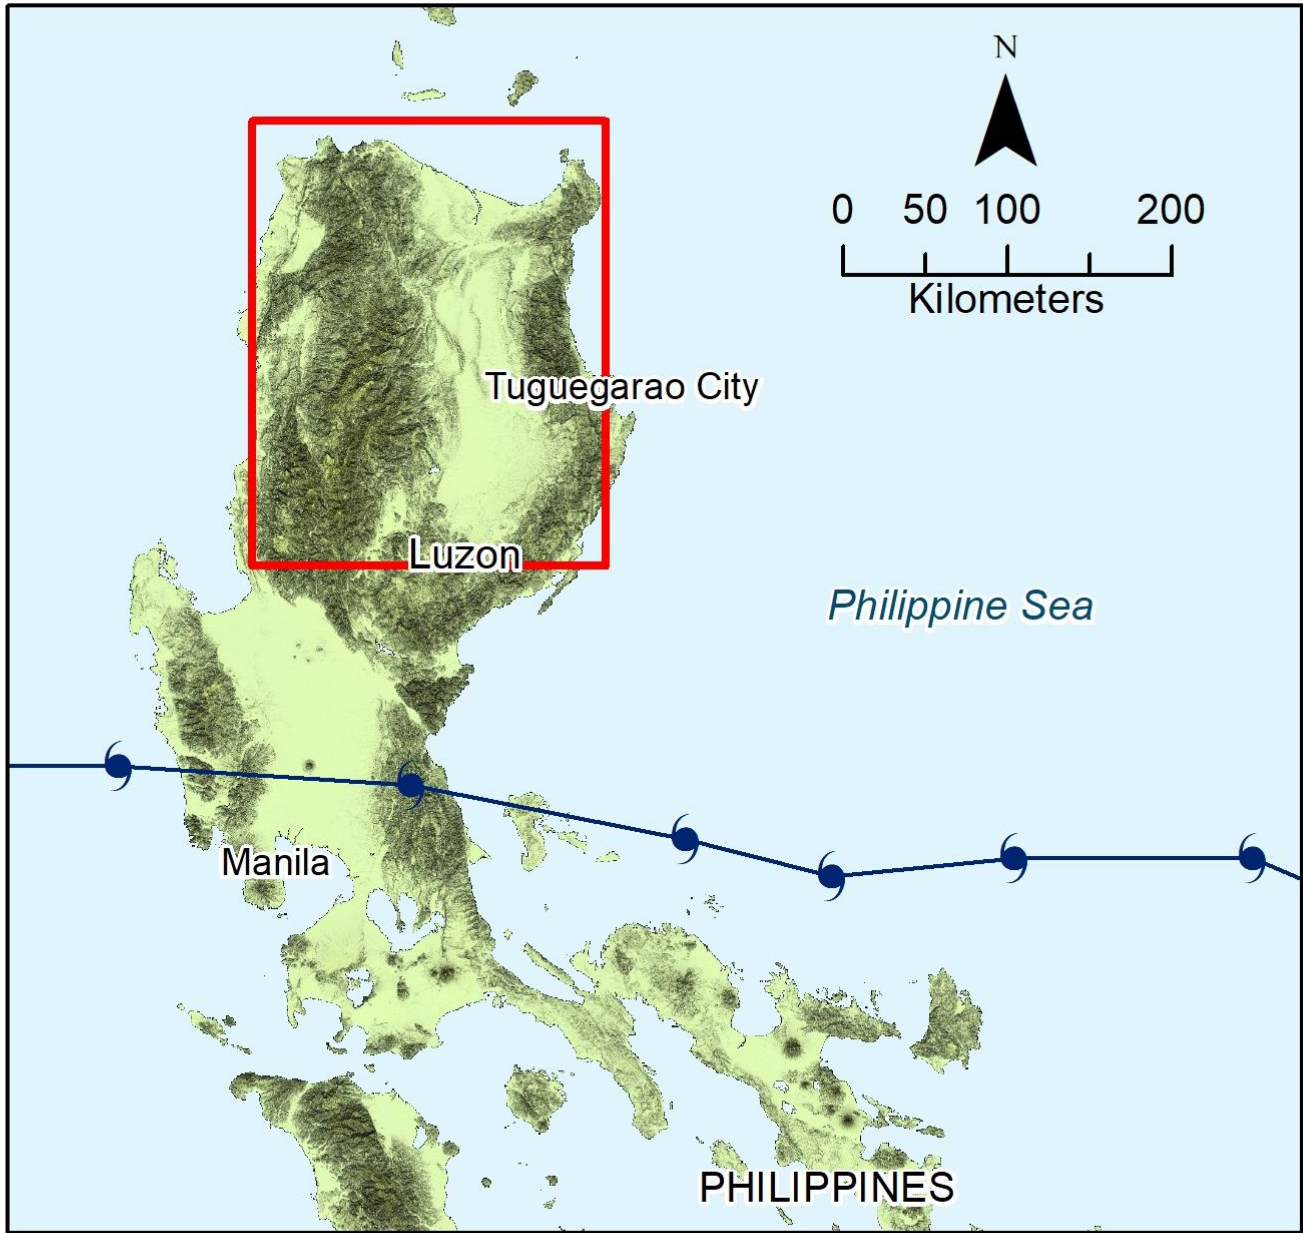 N
0 50 100 200
Kilometers
Tuguegarao City
Luzon
Philippine Sea
Manila
PHILIPPINES